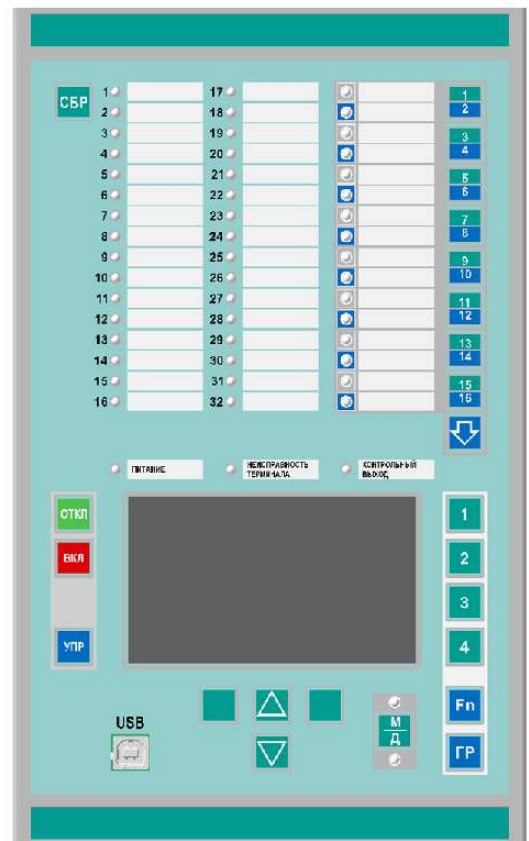 СБР
1 17
2 18
3 19
4 20
5 21
6 22
7 23
8 24
9 25
10 26
11 27
12 28
13 29
14 30
15 31
16 32
1
2
3
4
5
6
7
8
9
10
11
12
13
14
15
16
ПИТАНИЕ
НЕИСПРАВНОСТЬ
ТЕРМИНАЛА
КОНТРОЛЬНЫЙ
ВЫХОД
ОТКЛ
ВКЛ
УПР
1
2
3
4
Fn
ГР
USB
М
Д